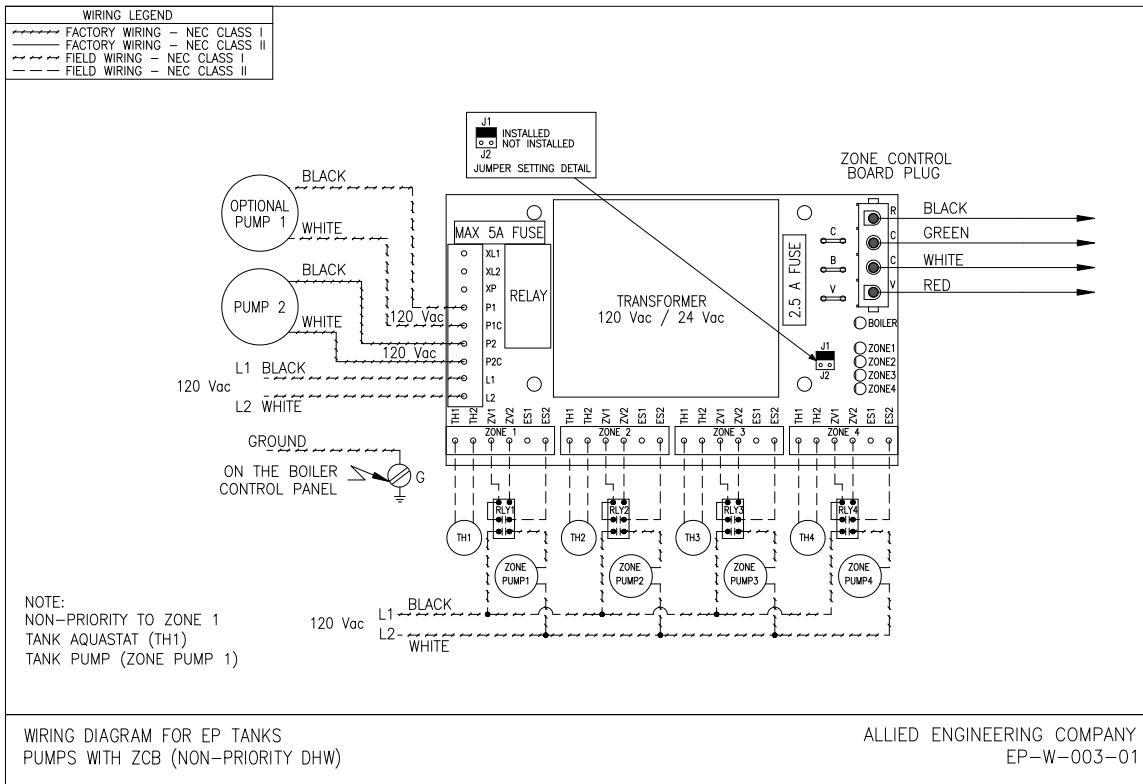 WIRING LEGEND
FACTORY WIRING – NEC CLASS I
FACTORY WIRING – NEC CLASS II
FIELD WIRING – NEC CLASS I
FIELD WIRING – NEC CLASS II
J1
INSTALLED
NOT INSTALLED
J2
JUMPER SETTING DETAIL
ZONE CONTROL
BOARD PLUG
OPTIONAL
PUMP 1
BLACK
WHITE
PUMP 2
BLACK
WHITE
120 Vac
120 Vac
L1 BLACK
120 Vac
L2 WHITE
GROUND
ON THE BOILER
CONTROL PANEL
G
MAX 5A FUSE
XL1
XL2
XP
P1
P1C
P2
P2C
L1
L2
RELAY
TRANSFORMER
120 Vac / 24 Vac
2.5 A FUSE
C
B
V
R BLACK
C GREEN
C WHITE
V RED
BOILER
J1
J2
ZONE1
ZONE2
ZONE3
ZONE4
TH1 TH2 ZV1 ZV2 ES1 ES2
TH1 TH2 ZV1 ZV2 ES1 ES2
TH1 TH2 ZV1 ZV2 ES1 ES2
TH1 TH2 ZV1 ZV2 ES1 ES2
ZONE 1
ZONE 2
ZONE 3
ZONE 4
RLY1
RLY2
RLY3
RLY4
TH1
TH2
TH3
TH4
ZONE
PUMP1
ZONE
PUMP2
ZONE
PUMP3
ZONE
PUMP4
120 Vac
L1 BLACK
L2 WHITE
NOTE:
NON–PRIORITY TO ZONE 1
TANK AQUASTAT (TH1)
TANK PUMP (ZONE PUMP 1)
WIRING DIAGRAM FOR EP TANKS
PUMPS WITH ZCB (NON–PRIORITY DHW)
ALLIED ENGINEERING COMPANY
EP–W–003–01